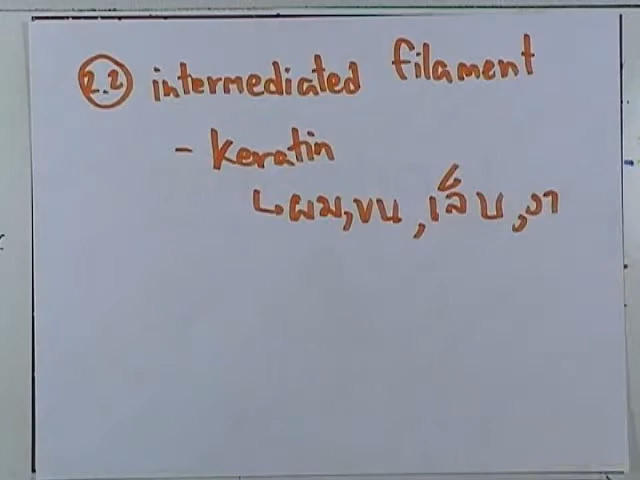 2.2 intermediated filament
- Keratin
↳ ผม, ขน, เล็บ, งา